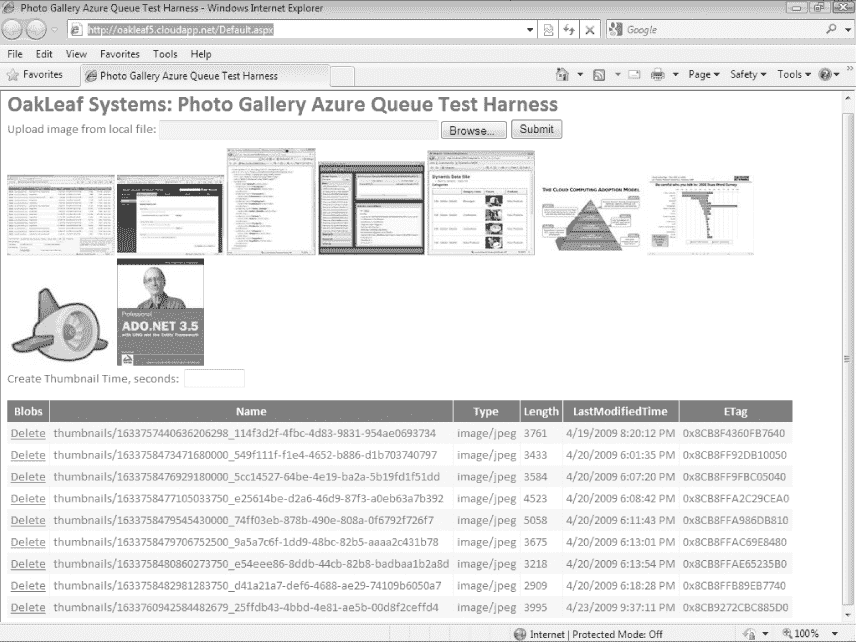 Photo Gallery Azure Queue Test Harness - Windows Internet Explorer
http://oakleaf5.cloudapp.net/Default.aspx
Google
File Edit View Favorites Tools Help
Favorites Photo Gallery Azure Queue Test Harness Page Safety Tools
OakLeaf Systems: Photo Gallery Azure Queue Test Harness
Upload image from local file: Browse... Submit
Dynamic Data Site
THE CLOUD COMPUTING ADOPTION MODEL
Professional
ADO.NET 3.5
Create Thumbnail Time, seconds:
Blobs Name Type Length LastModifiedTime ETag
Delete thumbnails/1633757440636206298_114f3d2f-4fbc-4d83-9831-954ae0693734 image/jpeg 3761 4/19/2009 8:20:12 PM 0x8CB8F4360FB7640
Delete thumbnails/1633758473471680000_549f111f-f1e4-4652-b886-d1b703740797 image/jpeg 3433 4/20/2009 6:01:35 PM 0x8CB8FF92DB10050
Delete thumbnails/1633758476929180000_5cc14527-64be-4e19-ba2a-5b19fd1f51dd image/jpeg 3584 4/20/2009 6:07:20 PM 0x8CB8FF9FBC05040
Delete thumbnails/1633758477105033750_e25614be-d2a6-46d9-87f3-a0eb63a7b392 image/jpeg 4523 4/20/2009 6:08:42 PM 0x8CB8FFA2C29CEA0
Delete thumbnails/1633758479545430000_74ff03eb-878b-490e-808a-0f6792f726f7 image/jpeg 5058 4/20/2009 6:11:43 PM 0x8CB8FFA986DB810
Delete thumbnails/1633758479706752500_9a5a7c6f-1dd9-48bc-82b5-aaaa2c431b78 image/jpeg 3675 4/20/2009 6:13:01 PM 0x8CB8FFAC69E8480
Delete thumbnails/1633758480860273750_e54eee86-8ddb-44cb-82b8-badbaa1b2a8d image/jpeg 3218 4/20/2009 6:13:54 PM 0x8CB8FFAE65235B0
Delete thumbnails/1633758482981283750_d41a21a7-def6-4688-ae29-74109b6050a7 image/jpeg 2909 4/20/2009 6:18:28 PM 0x8CB8FFB89EB7740
Delete thumbnails/1633760942584482679_25ffdb43-4bbd-4e81-ae5b-00d8f2ceffd4 image/jpeg 3995 4/23/2009 9:37:11 PM 0x8CB9272CBC885D0
Internet | Protected Mode: Off 100%